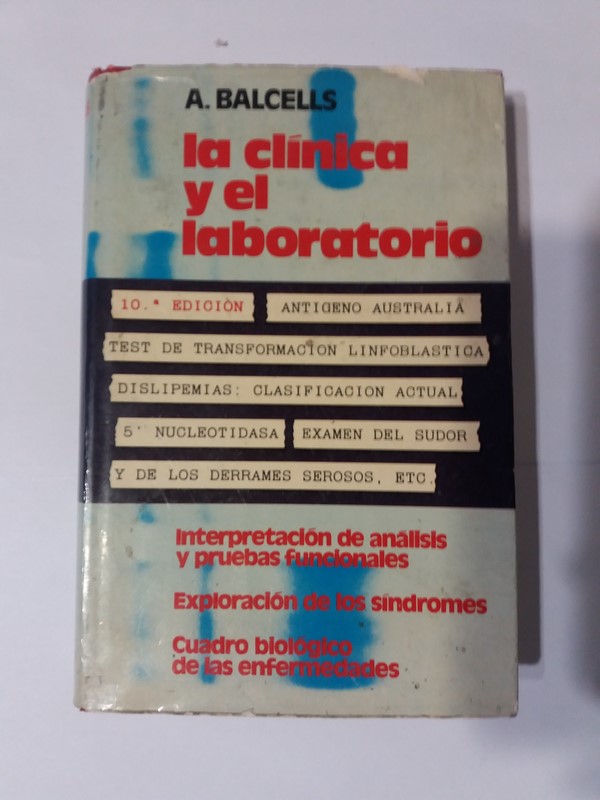 A. BALCELLS
la clínica
y el
laboratorio
10.ª EDICIÓN
ANTIGENO AUSTRALIA
TEST DE TRANSFORMACION LINFOBLASTICA
DISLIPEMIAS: CLASIFICACION ACTUAL
5' NUCLEOTIDASA
EXAMEN DEL SUDOR
Y DE LOS DERRAMES SEROSOS, ETC.
Interpretación de análisis
y pruebas funcionales
Exploración de los síndromes
Cuadro biológico
de las enfermedades